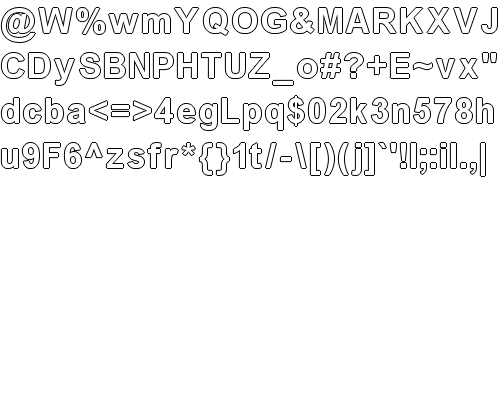 @W%wmYQOG&MARKXVJ
CDySBNPHTUZ_o#?+E~vx"
dcba<=>4egLpq$02k3n578h
u9F6^zsfr*{}1t/-\[)(j]`'!I;:il.,|